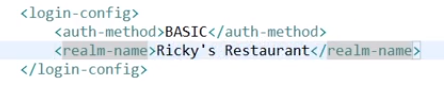 <login-config>
<auth-method>BASIC</auth-method>
<realm-name>Ricky's Restaurant</realm-name>
</login-config>